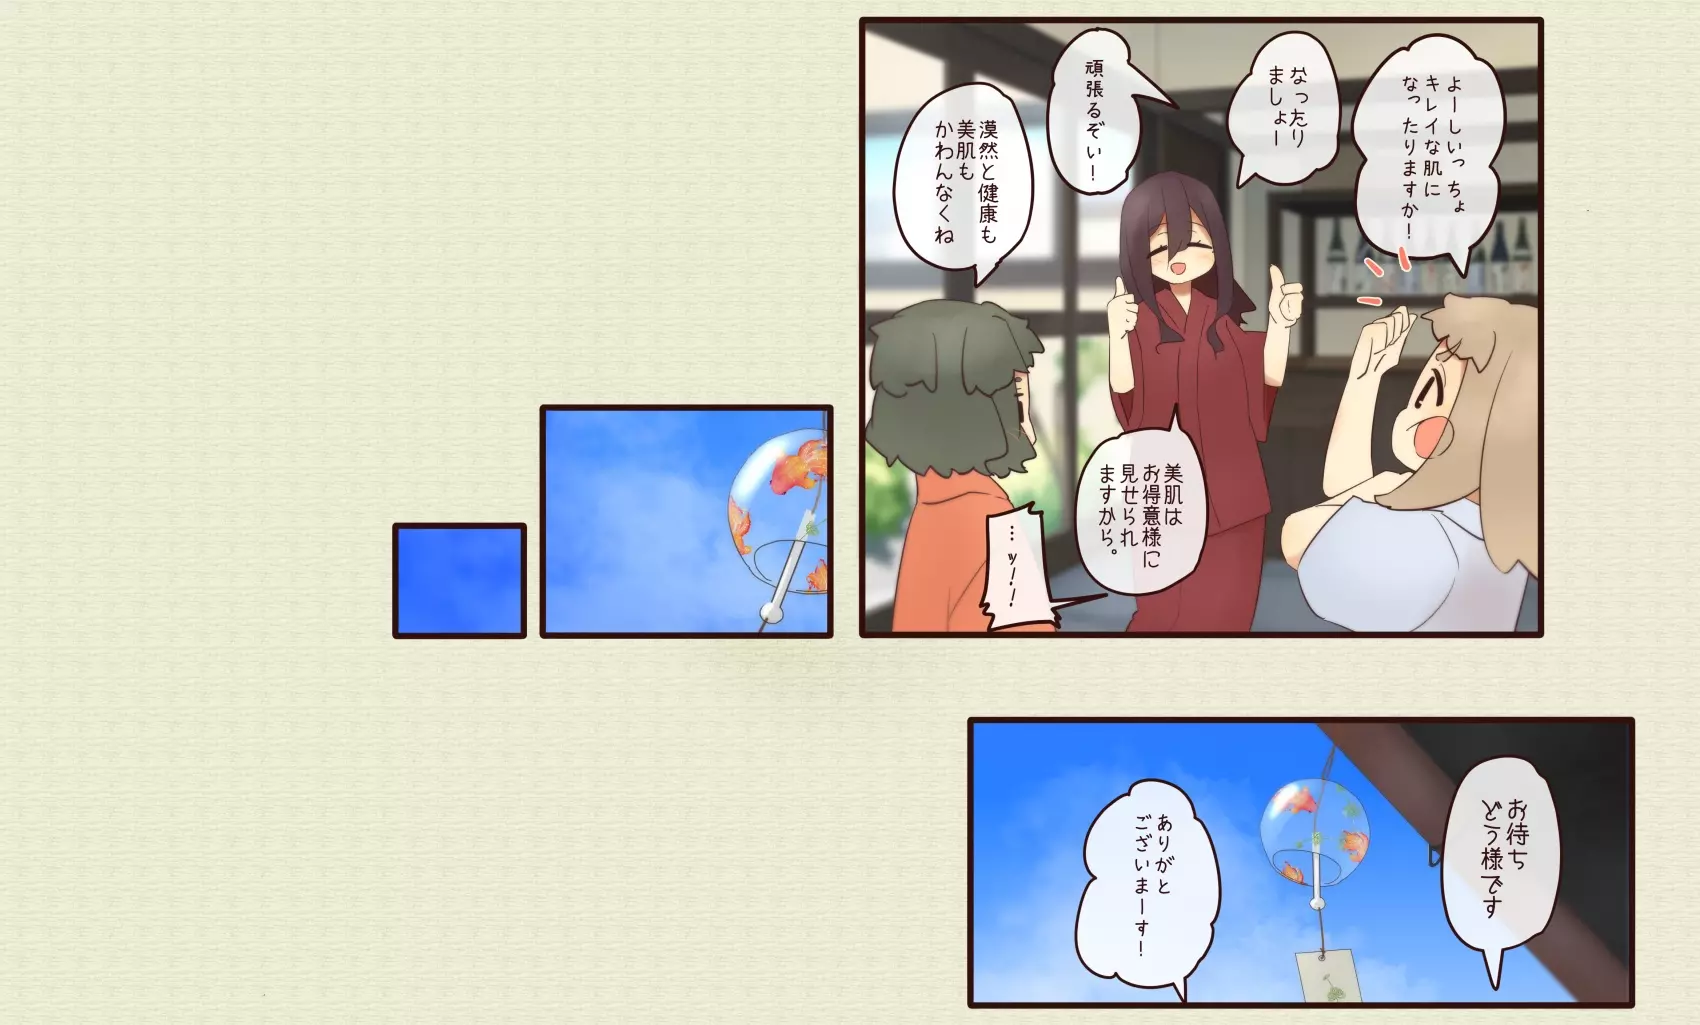 よーしいっちょ
キレイな肌に
なったりますか！
なったり
ましょー
頑張るぞい！
漠然と健康も
美肌も
かわんなくね
美肌は
お得意様に
見せられ
ますから。
…ッ！！
お待ち
どう様です
ありがと
ございまーす！